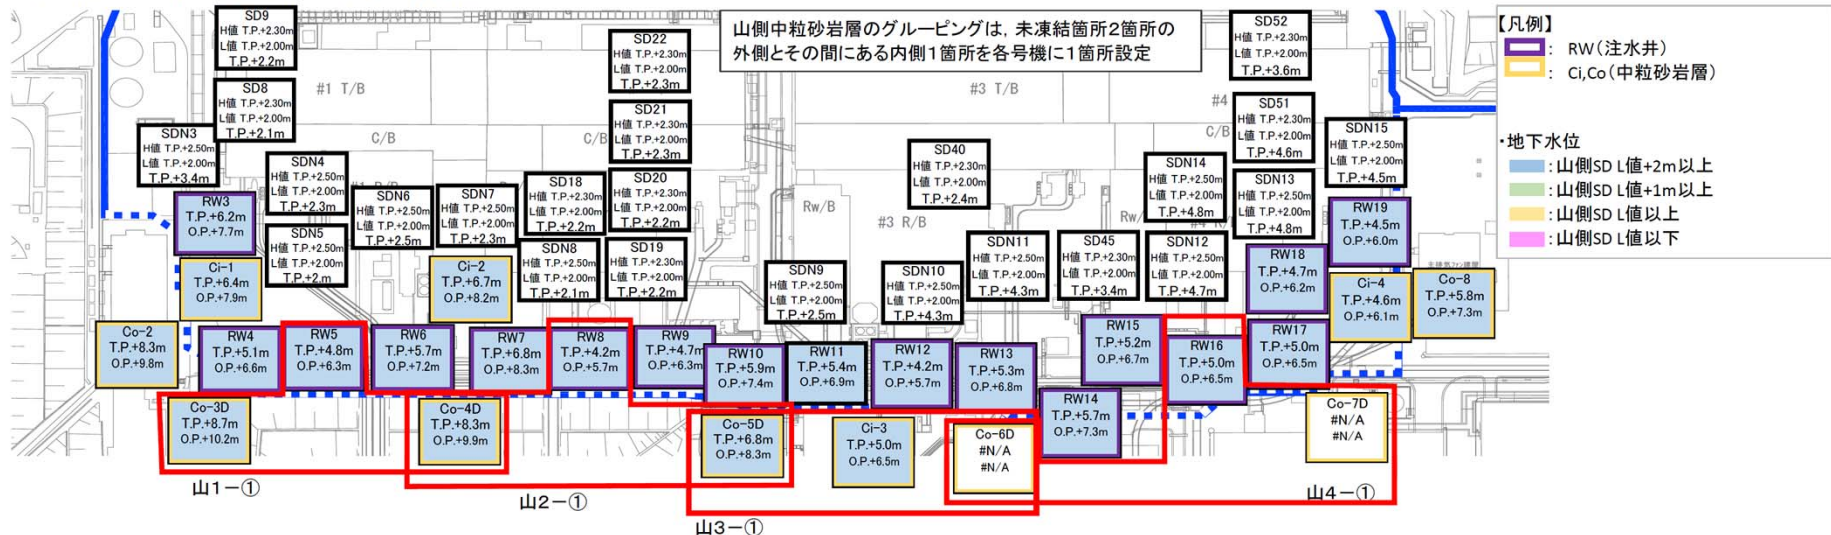 SD9
H値 T.P.+2.30m
L値 T.P.+2.00m
T.P.+2.2m
SD8
H値 T.P.+2.30m
L値 T.P.+2.00m
T.P.+2.1m
SDN3
H値 T.P.+2.50m
L値 T.P.+2.00m
T.P.+3.4m
#1 T/B
C/B
SD22
H値 T.P.+2.30m
L値 T.P.+2.00m
T.P.+2.3m
SD21
H値 T.P.+2.30m
L値 T.P.+2.00m
T.P.+2.3m
C/B
山側中粒砂岩層のグルーピングは，未凍結箇所2箇所の
外側とその間にある内側1箇所を各号機に1箇所設定
#3 T/B
#4
C/B
SD52
H値 T.P.+2.30m
L値 T.P.+2.00m
T.P.+3.6m
SD51
H値 T.P.+2.30m
L値 T.P.+2.00m
T.P.+4.6m
SDN15
H値 T.P.+2.50m
L値 T.P.+2.00m
T.P.+4.5m
【凡例】
： RW（注水井）
： Ci,Co（中粒砂岩層）
・地下水位
：山側SD L値+2m以上
：山側SD L値+1m以上
：山側SD L値以上
：山側SD L値以下
SDN4
H値 T.P.+2.50m
L値 T.P.+2.00m
T.P.+2.3m
SDN5
H値 T.P.+2.50m
L値 T.P.+2.00m
T.P.+2m
SDN6
H値 T.P.+2.50m
L値 T.P.+2.00m
T.P.+2.5m
SDN7
H値 T.P.+2.50m
L値 T.P.+2.00m
T.P.+2.3m
SD18
H値 T.P.+2.30m
L値 T.P.+2.00m
T.P.+2.2m
SD20
H値 T.P.+2.30m
L値 T.P.+2.00m
T.P.+2.2m
SDN8
H値 T.P.+2.50m
L値 T.P.+2.00m
T.P.+2.1m
SD19
H値 T.P.+2.30m
L値 T.P.+2.00m
T.P.+2.2m
Rw/B
#3 R/B
SD40
H値 T.P.+2.30m
L値 T.P.+2.00m
T.P.+2.4m
SDN9
H値 T.P.+2.50m
L値 T.P.+2.00m
T.P.+2.5m
SDN10
H値 T.P.+2.50m
L値 T.P.+2.00m
T.P.+4.3m
SDN11
H値 T.P.+2.50m
L値 T.P.+2.00m
T.P.+4.3m
SD45
H値 T.P.+2.30m
L値 T.P.+2.00m
T.P.+3.4m
SDN14
H値 T.P.+2.50m
L値 T.P.+2.00m
T.P.+4.8m
SDN12
H値 T.P.+2.50m
L値 T.P.+2.00m
T.P.+4.7m
SDN13
H値 T.P.+2.50m
L値 T.P.+2.00m
T.P.+4.8m
RW3
T.P.+6.2m
O.P.+7.7m
Ci-1
T.P.+6.4m
O.P.+7.9m
Ci-2
T.P.+6.7m
O.P.+8.2m
RW19
T.P.+4.5m
O.P.+6.0m
RW18
T.P.+4.7m
O.P.+6.2m
Ci-4
T.P.+4.6m
O.P.+6.1m
Co-8
T.P.+5.8m
O.P.+7.3m
Co-2
T.P.+8.3m
O.P.+9.8m
RW4
T.P.+5.1m
O.P.+6.6m
RW5
T.P.+4.8m
O.P.+6.3m
RW6
T.P.+5.7m
O.P.+7.2m
RW7
T.P.+6.8m
O.P.+8.3m
RW8
T.P.+4.2m
O.P.+5.7m
RW9
T.P.+4.7m
O.P.+6.3m
RW10
T.P.+5.9m
O.P.+7.4m
RW11
T.P.+5.4m
O.P.+6.9m
RW12
T.P.+4.2m
O.P.+5.7m
RW13
T.P.+5.3m
O.P.+6.8m
RW15
T.P.+5.2m
O.P.+6.7m
RW14
T.P.+5.7m
O.P.+7.3m
RW16
T.P.+5.0m
O.P.+6.5m
RW17
T.P.+5.0m
O.P.+6.5m
Co-3D
T.P.+8.7m
O.P.+10.2m
Co-4D
T.P.+8.3m
O.P.+9.9m
Co-5D
T.P.+6.8m
O.P.+8.3m
Ci-3
T.P.+5.0m
O.P.+6.5m
Co-6D
#N/A
#N/A
Co-7D
#N/A
#N/A
山1－①
山2－①
山3－①
山4－①